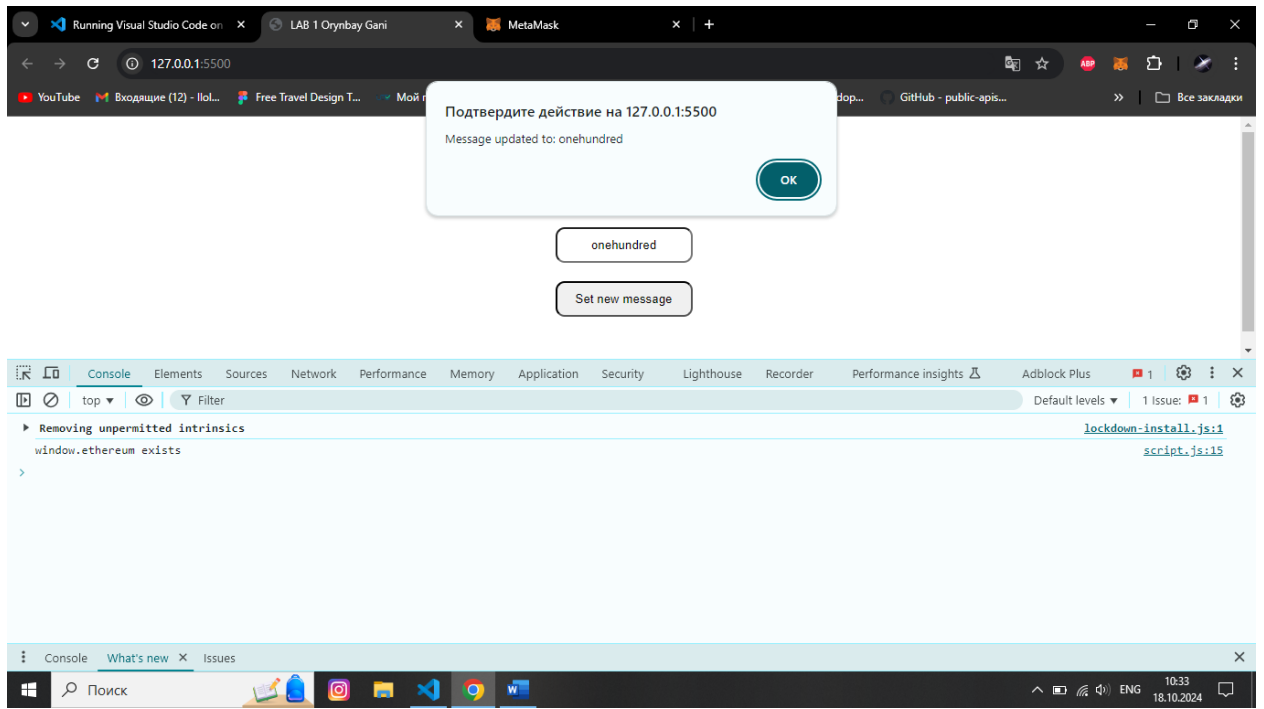 Running Visual Studio Code on
LAB 1 Orynbay Gani
MetaMask
127.0.0.1:5500
ABP
YouTube
Входящие (12) - llol...
Free Travel Design T...
Мой
GitHub - public-apis...
Все закладки
Подтвердите действие на 127.0.0.1:5500
Message updated to: onehundred
ОК
onehundred
Set new message
Console Elements Sources Network Performance Memory Application Security Lighthouse Recorder Performance insights Adblock Plus 1
top Filter Default levels 1 Issue: 1
Removing unpermitted intrinsics lockdown-install.js:1
window.ethereum exists script.js:15
Console What's new Issues
Поиск
ENG
10:33
18.10.2024